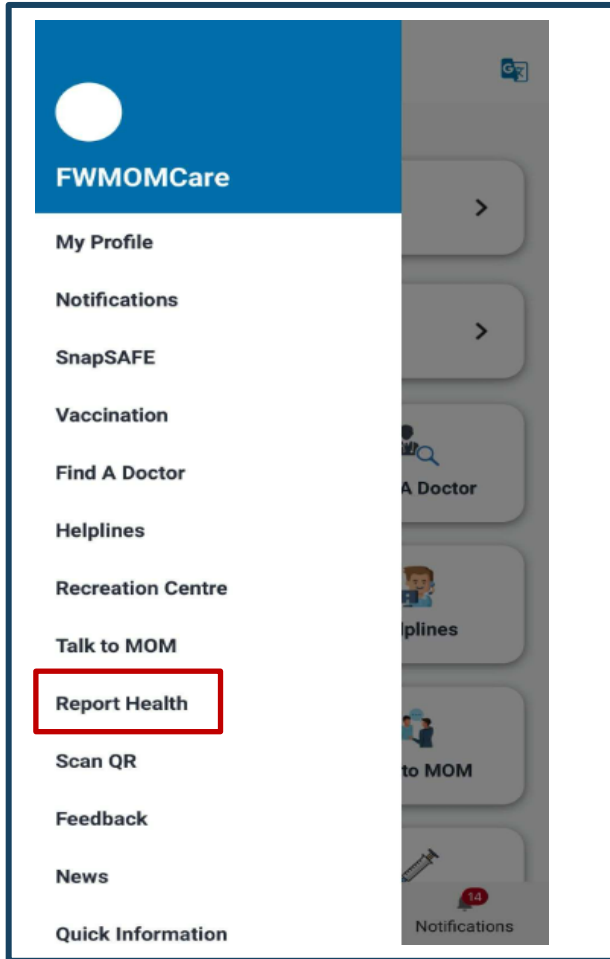 FWMOMCare
My Profile
Notifications
SnapSAFE
Vaccination
Find A Doctor
Helplines
Recreation Centre
Talk to MOM
Report Health
Scan QR
Feedback
News
Quick Information
A Doctor
lplines
to MOM
14
Notifications